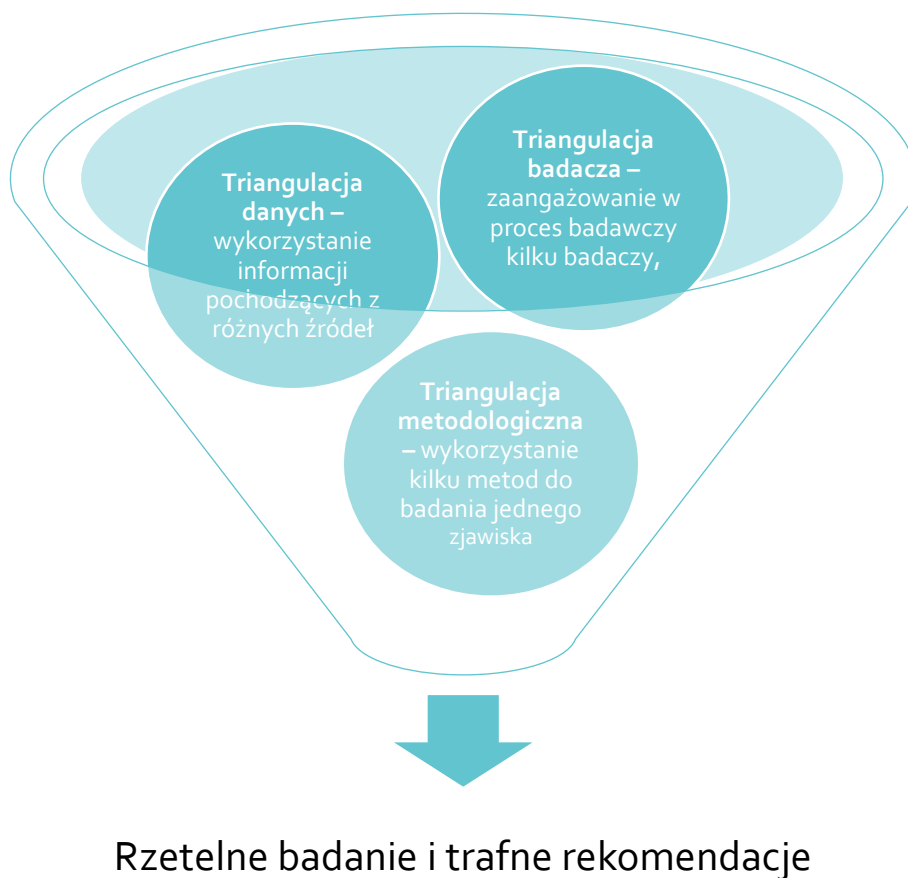 Triangulacja
danych –
wykorzystanie
informacji
pochodzących z
różnych źródeł
Triangulacja
badacza –
zaangażowanie w
proces badawczy
kilku badaczy,
Triangulacja
metodologiczna
– wykorzystanie
kilku metod do
badania jednego
zjawiska
Rzetelne badanie i trafne rekomendacje